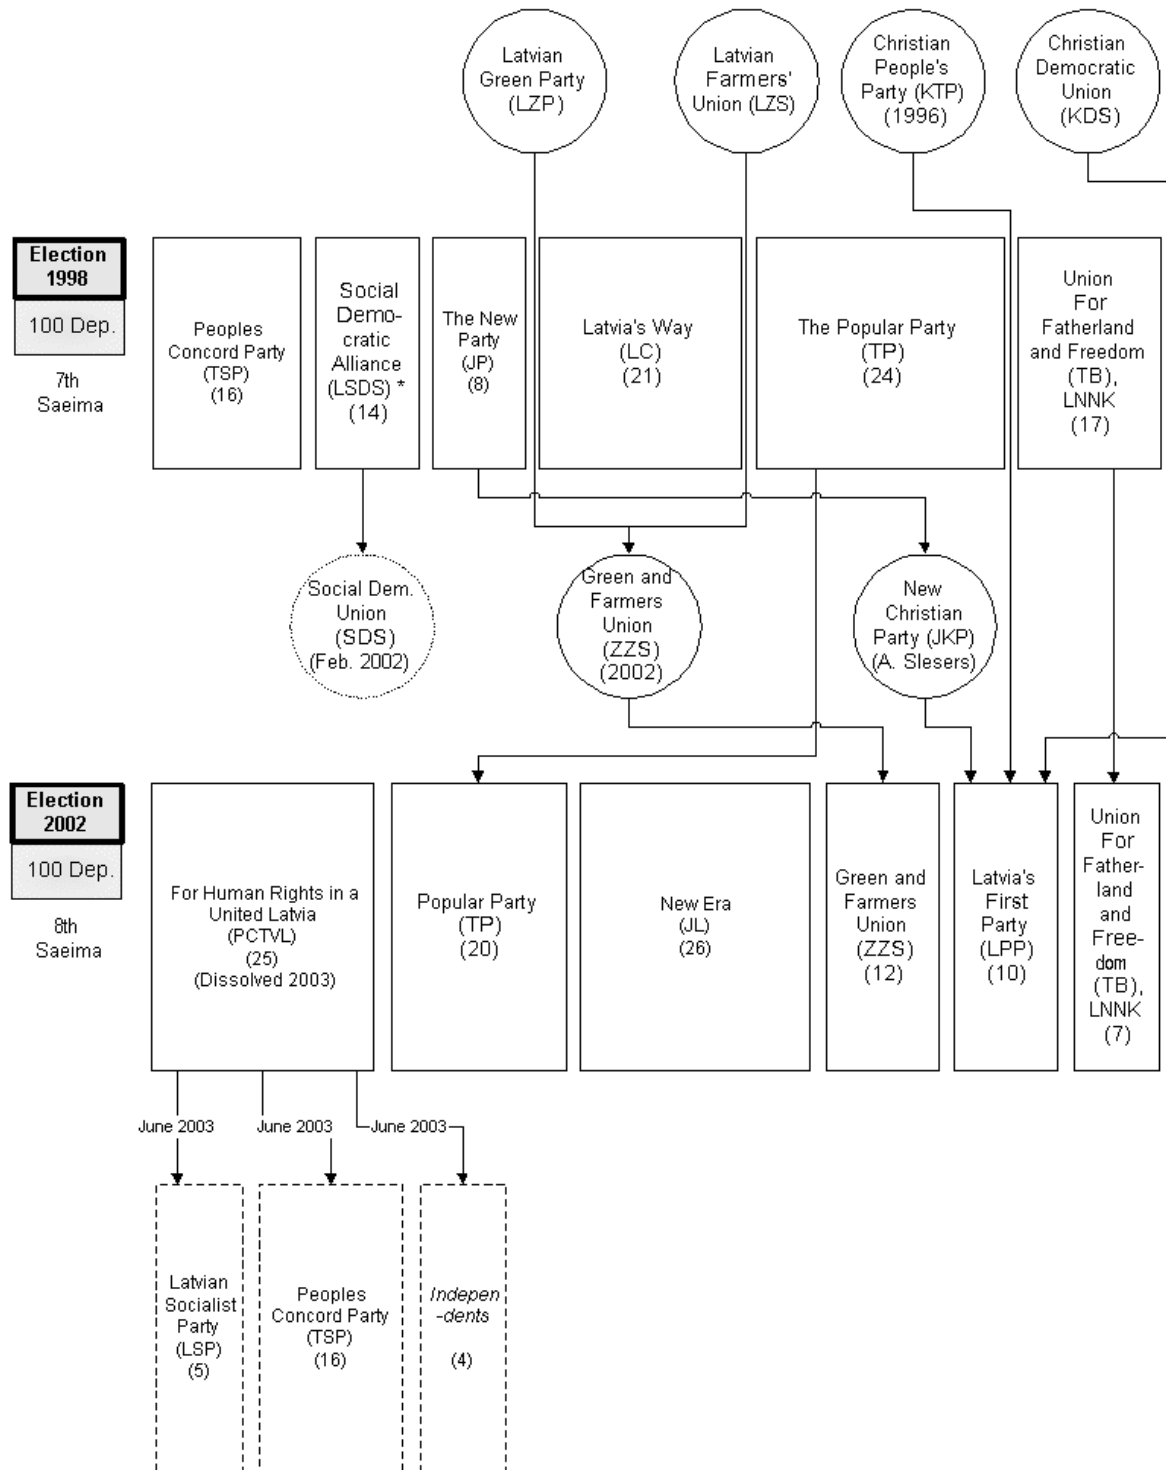 Latvian
Green Party
(LZP)
Latvian
Farmers'
Union (LZS)
Christian
People's
Party (KTP)
(1996)
Christian
Democratic
Union
(KDS)
Election
1998
100 Dep.
7th
Saeima
Peoples
Concord Party
(TSP)
(16)
Social
Demo-
cratic
Alliance
(LSDS) *
(14)
The New
Party
(JP)
(8)
Latvia's Way
(LC)
(21)
The Popular Party
(TP)
(24)
Union
For
Fatherland
and Freedom
(TB),
LNNK
(17)
Social Dem.
Union
(SDS)
(Feb. 2002)
Green and
Farmers
Union
(ZZS)
(2002)
New
Christian
Party (JKP)
(A. Slesers)
Election
2002
100 Dep.
8th
Saeima
For Human Rights in a
United Latvia
(PCTVL)
(25)
(Dissolved 2003)
Popular Party
(TP)
(20)
New Era
(JL)
(26)
Green and
Farmers
Union
(ZZS)
(12)
Latvia's
First
Party
(LPP)
(10)
Union
For
Father-
land
and
Free-
dom
(TB),
LNNK
(7)
June 2003
June 2003
June 2003
Latvian
Socialist
Party
(LSP)
(5)
Peoples
Concord Party
(TSP)
(16)
Indepen
-dents
(4)